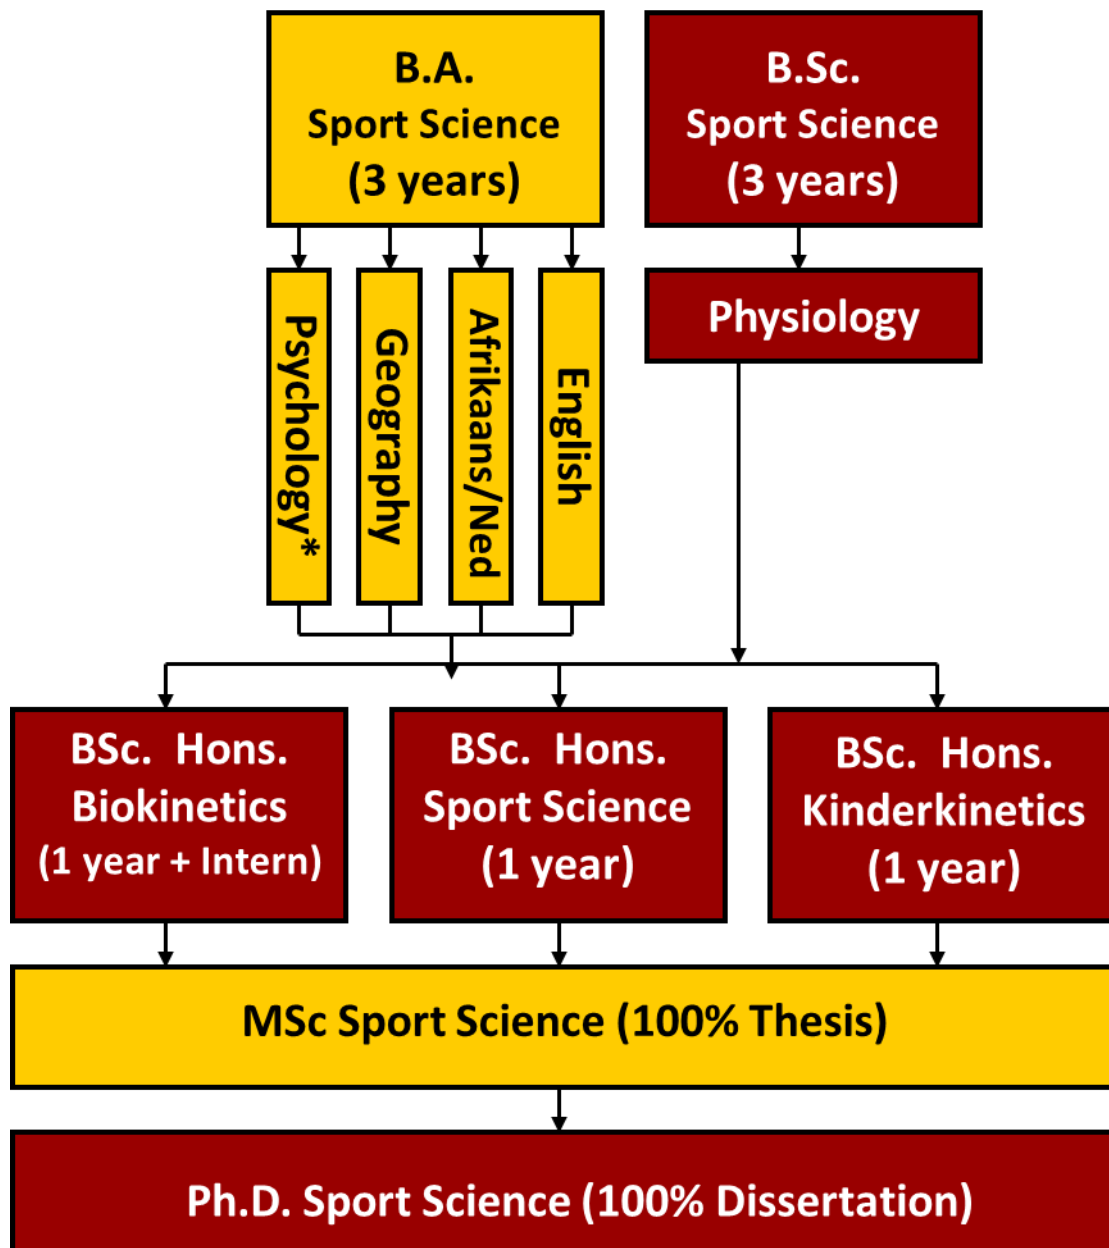 B.A.
Sport Science
(3 years)
B.Sc.
Sport Science
(3 years)
Psychology*
Geography
Afrikaans/Ned
English
Physiology
BSc. Hons.
Biokinetics
(1 year + Intern)
BSc. Hons.
Sport Science
(1 year)
BSc. Hons.
Kinderkinetics
(1 year)
MSc Sport Science (100% Thesis)
Ph.D. Sport Science (100% Dissertation)